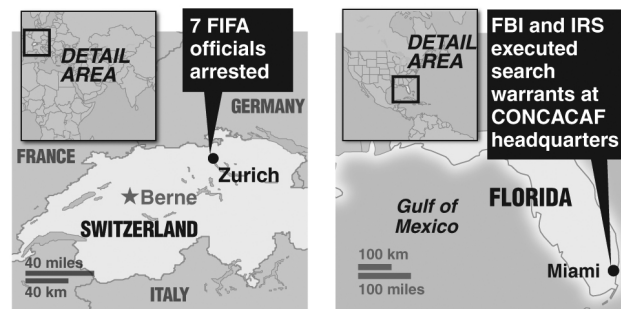 DETAIL
AREA
7 FIFA
officials
arrested
GERMANY
FRANCE
Zurich
Berne
SWITZERLAND
40 miles
40 km
ITALY
DETAIL
AREA
FBI and IRS
executed
search
warrants at
CONCACAF
headquarters
FLORIDA
Gulf of
Mexico
100 km
100 miles
Miami